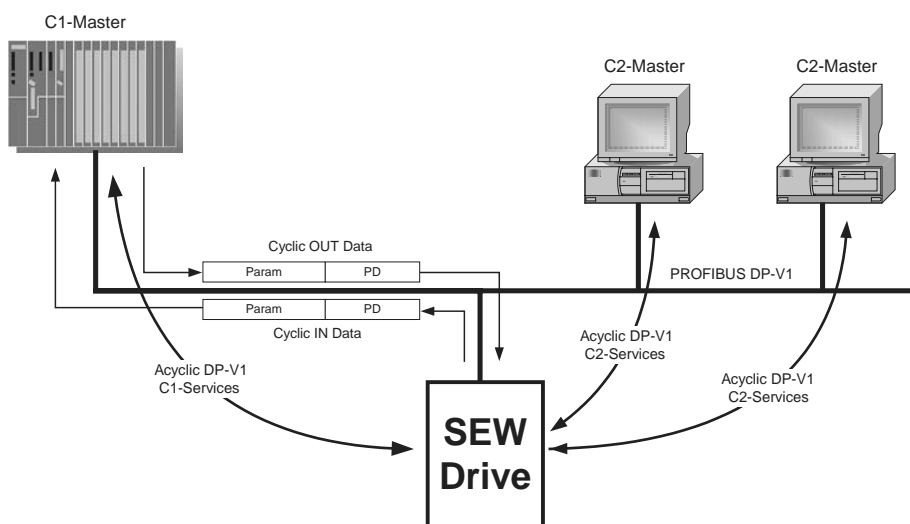 C1-Master
C2-Master
C2-Master
Cyclic OUT Data
Param
PD
PROFIBUS DP-V1
Param
PD
Cyclic IN Data
Acyclic DP-V1
C2-Services
Acyclic DP-V1
C1-Services
Acyclic DP-V1
C2-Services
SEW
Drive